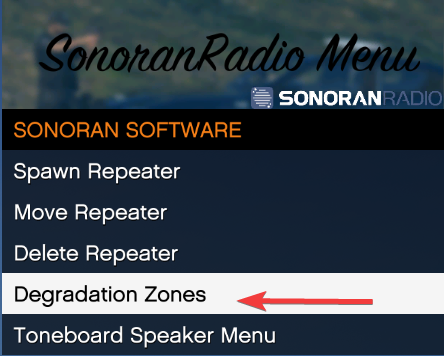 SonoranRadio Menu
SONORANRADIO
SONORAN SOFTWARE
Spawn Repeater
Move Repeater
Delete Repeater
Degradation Zones
Toneboard Speaker Menu